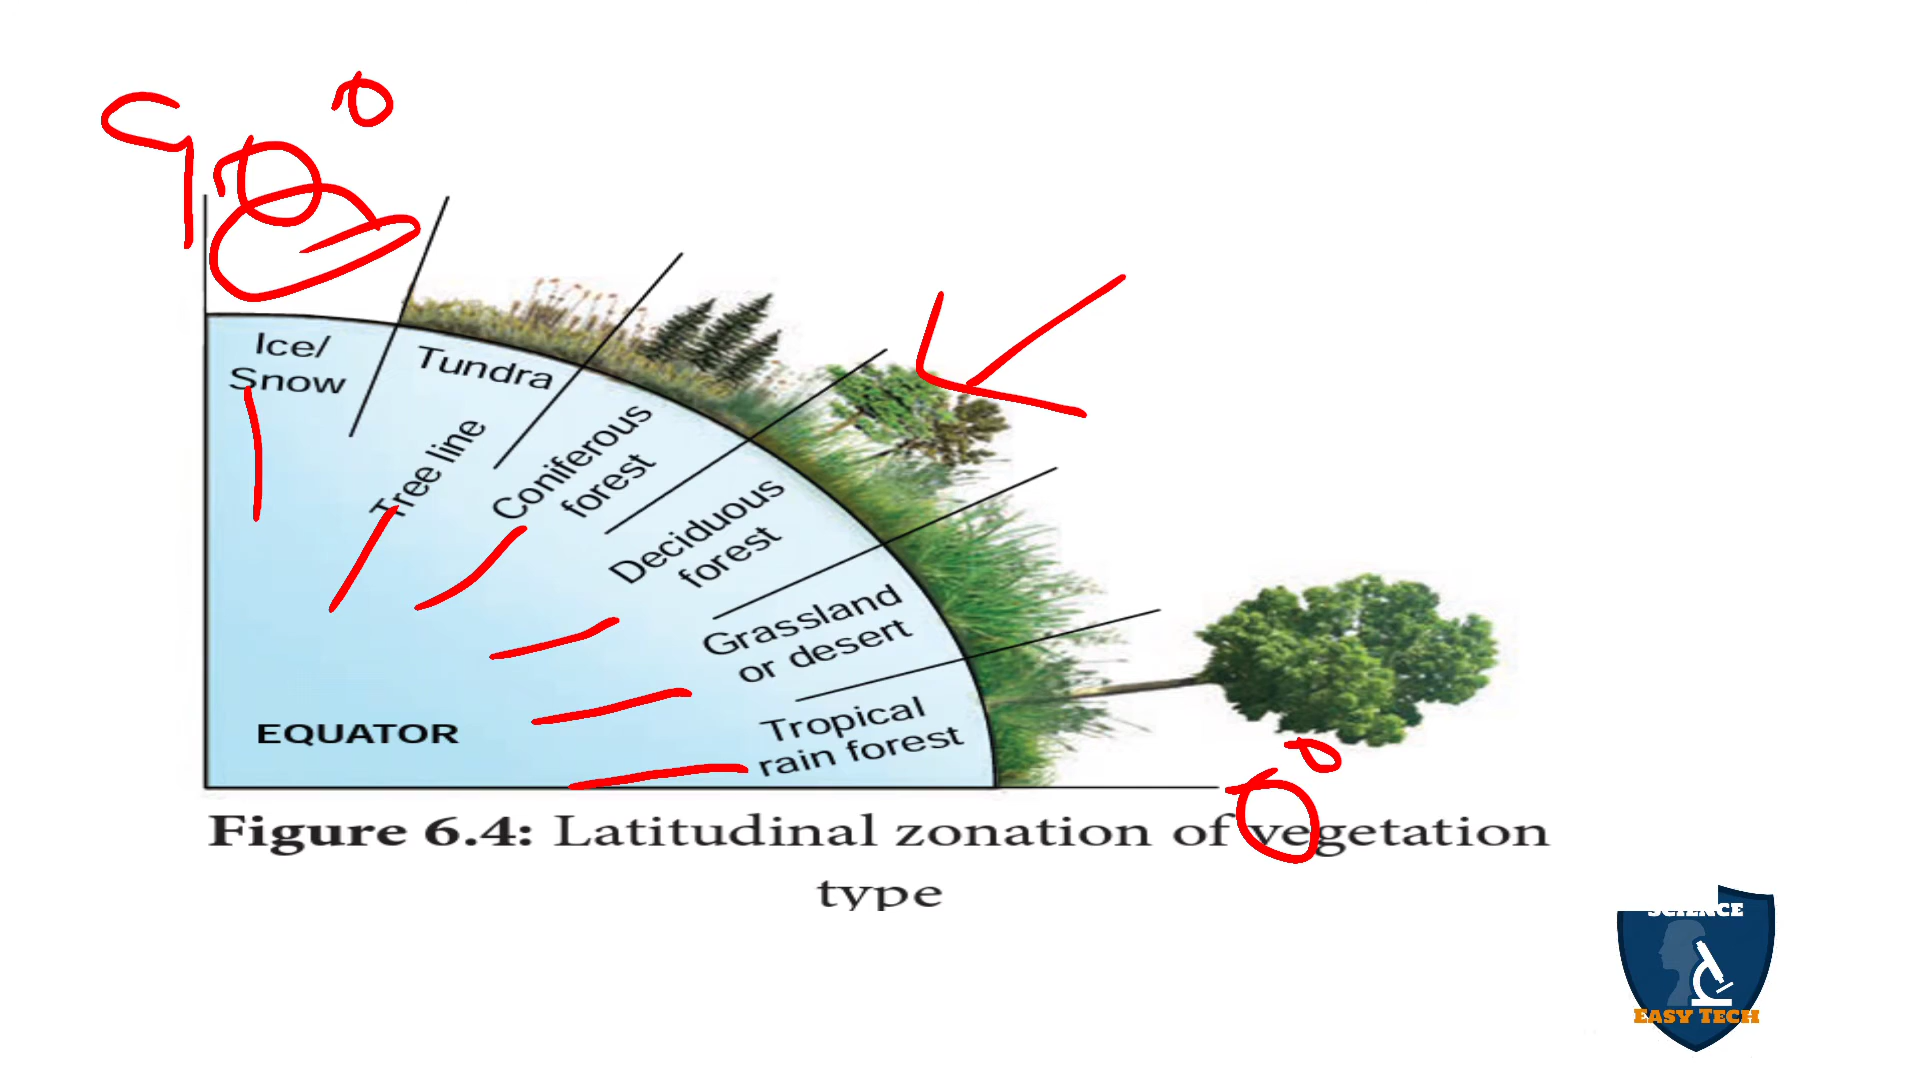 90°
Ice/
Snow
Tundra
Tree line
Coniferous
forest
Deciduous
forest
Grassland
or desert
Tropical
rain forest
EQUATOR
0°
Figure 6.4: Latitudinal zonation of vegetation
type
SCIENCE
EASY TECH